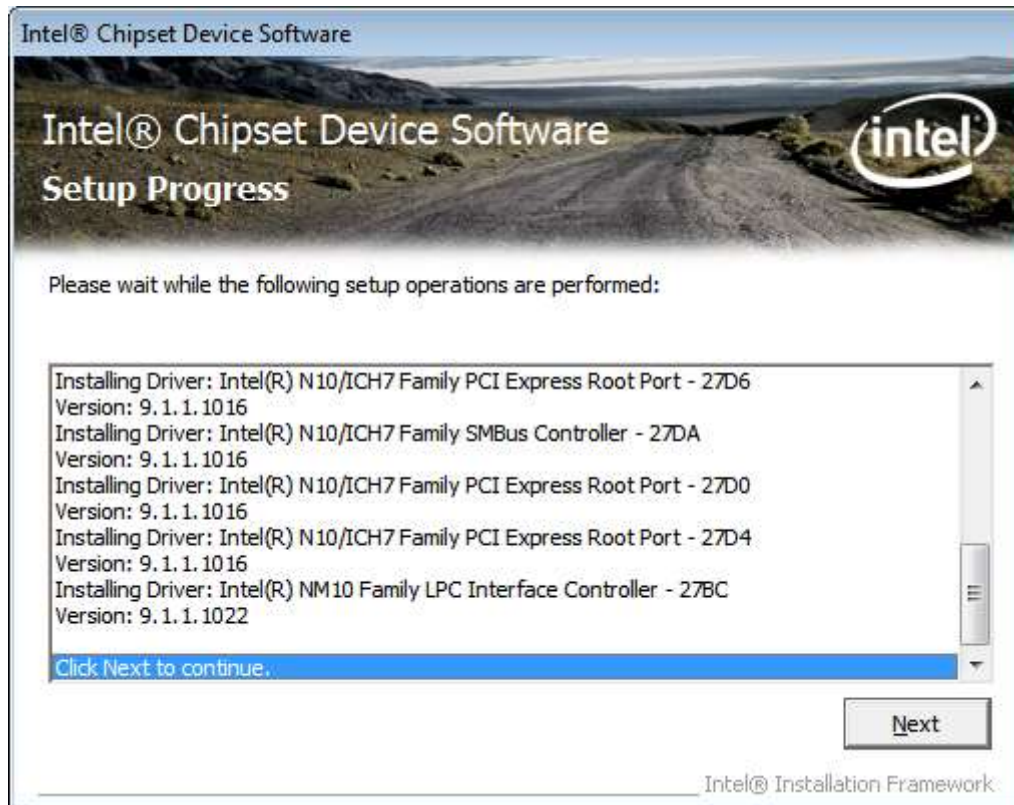 Intel® Chipset Device Software
Intel® Chipset Device Software
intel
Setup Progress
Please wait while the following setup operations are performed:
Installing Driver: Intel(R) N10/ICH7 Family PCI Express Root Port - 27D6
Version: 9.1.1.1016
Installing Driver: Intel(R) N10/ICH7 Family SMBus Controller - 27DA
Version: 9.1.1.1016
Installing Driver: Intel(R) N10/ICH7 Family PCI Express Root Port - 27D0
Version: 9.1.1.1016
Installing Driver: Intel(R) N10/ICH7 Family PCI Express Root Port - 27D4
Version: 9.1.1.1016
Installing Driver: Intel(R) NM10 Family LPC Interface Controller - 27BC
Version: 9.1.1.1022
Click Next to continue.
Next
Intel® Installation Framework